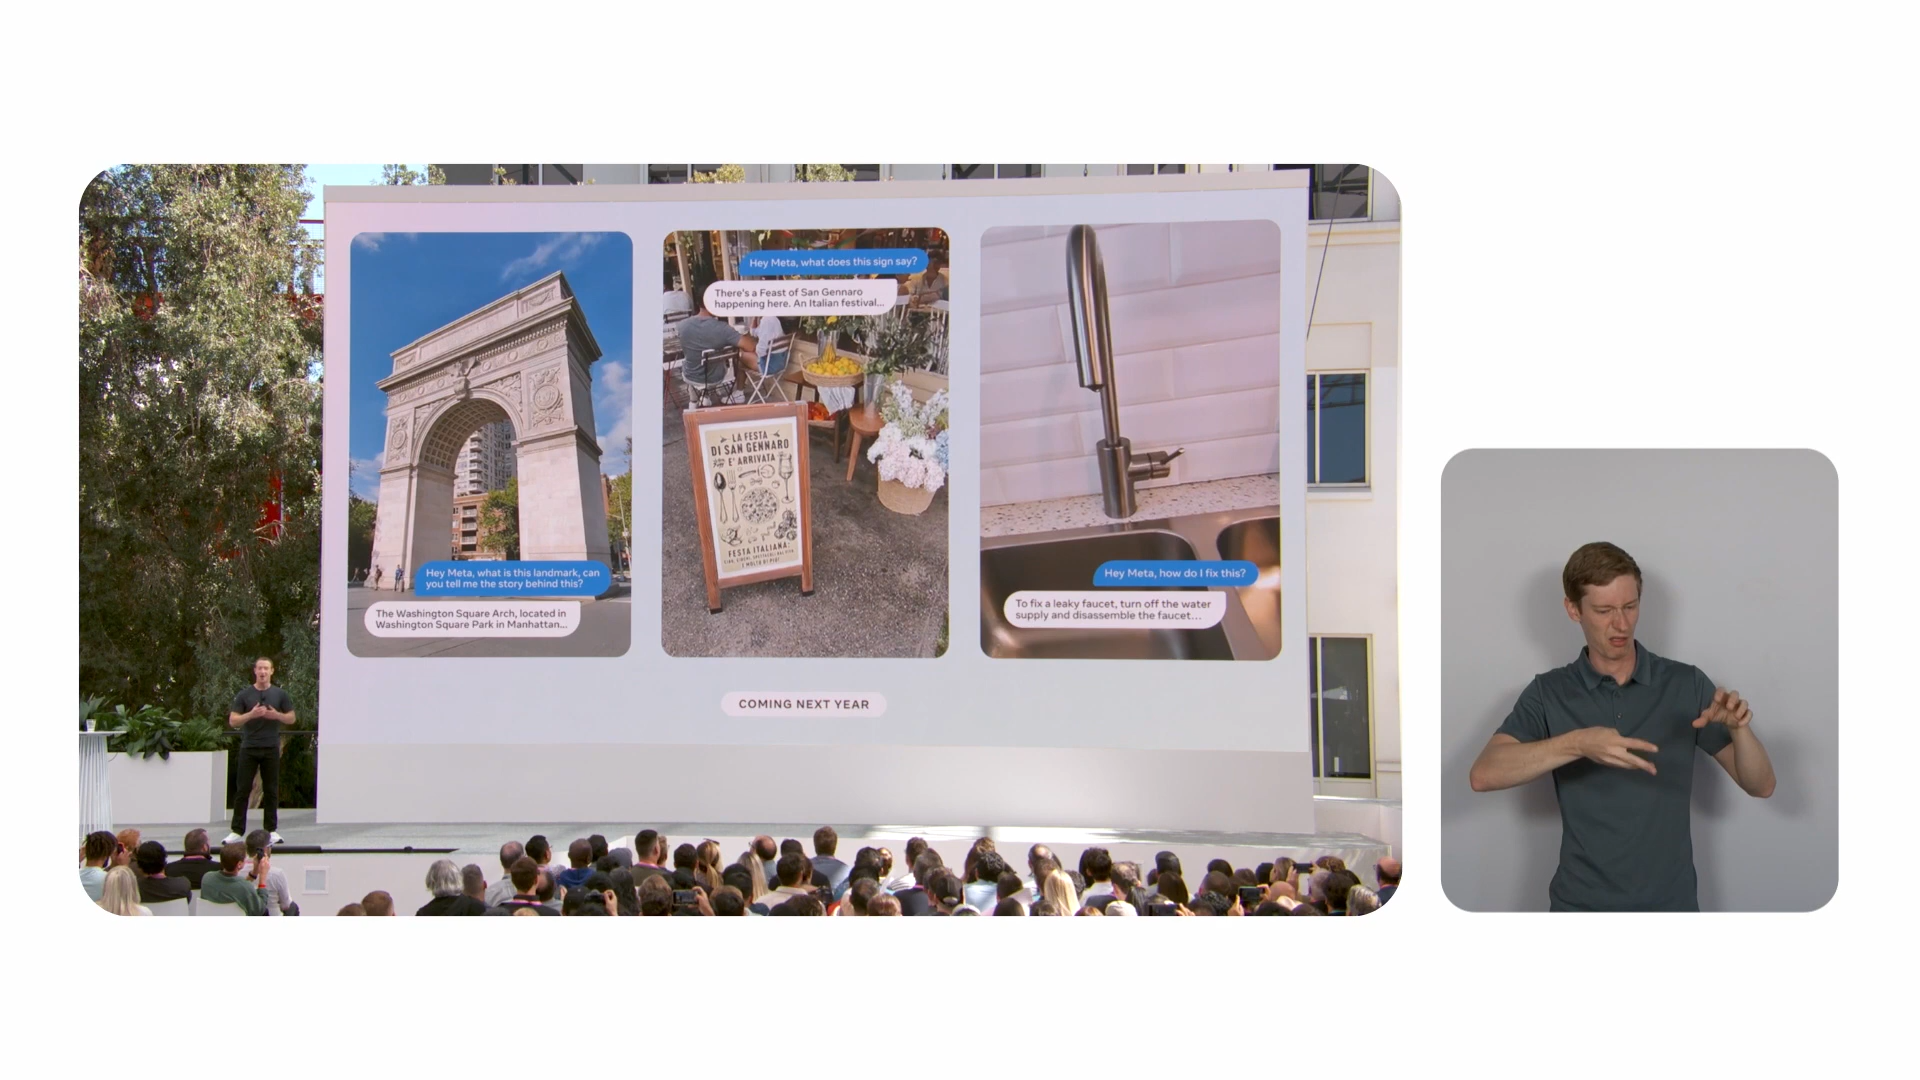 Hey Meta, what is this landmark, can
you tell me the story behind this?
The Washington Square Arch, located in
Washington Square Park in Manhattan...
Hey Meta, what does this sign say?
There's a Feast of San Gennaro
happening here. An Italian festival...
LA FESTA
DI SAN GENNARO
E' ARRIVATA
FESTA ITALIANA:
E MOLTO DI PIU'
Hey Meta, how do I fix this?
To fix a leaky faucet, turn off the water
supply and disassemble the faucet...
COMING NEXT YEAR